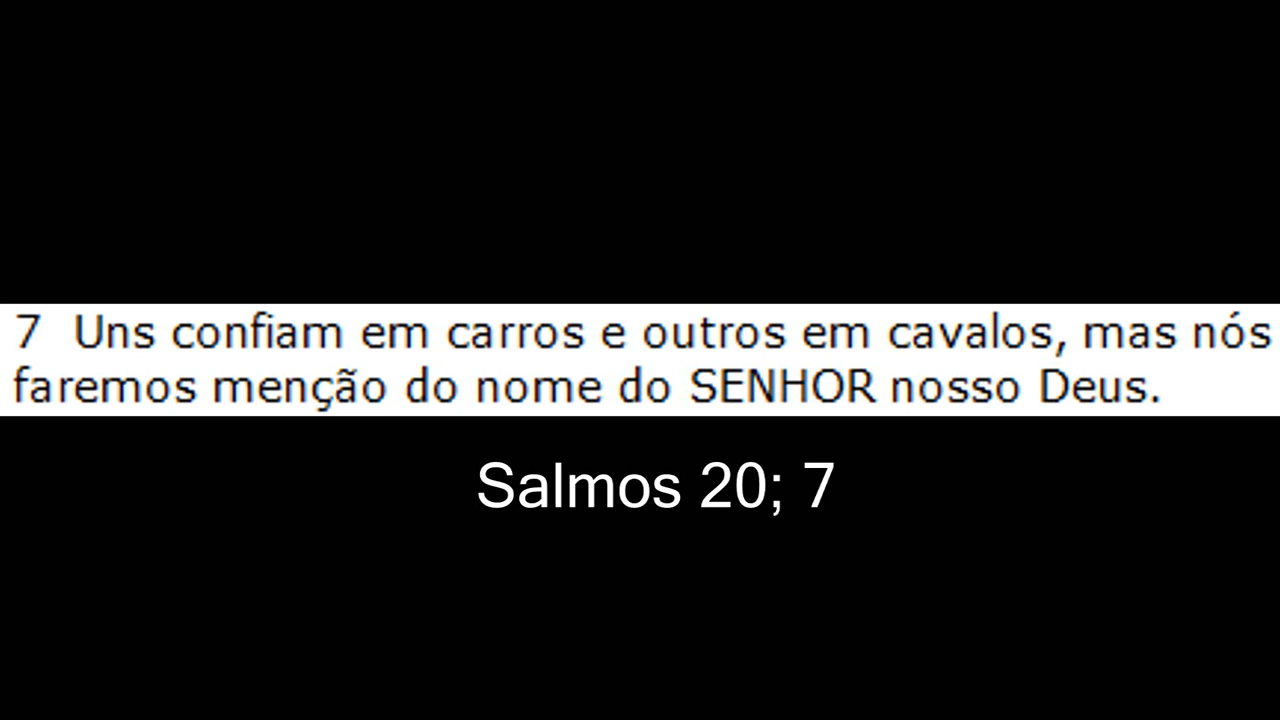 7 Uns confiam em carros e outros em cavalos, mas nós
faremos menção do nome do SENHOR nosso Deus.
Salmos 20; 7